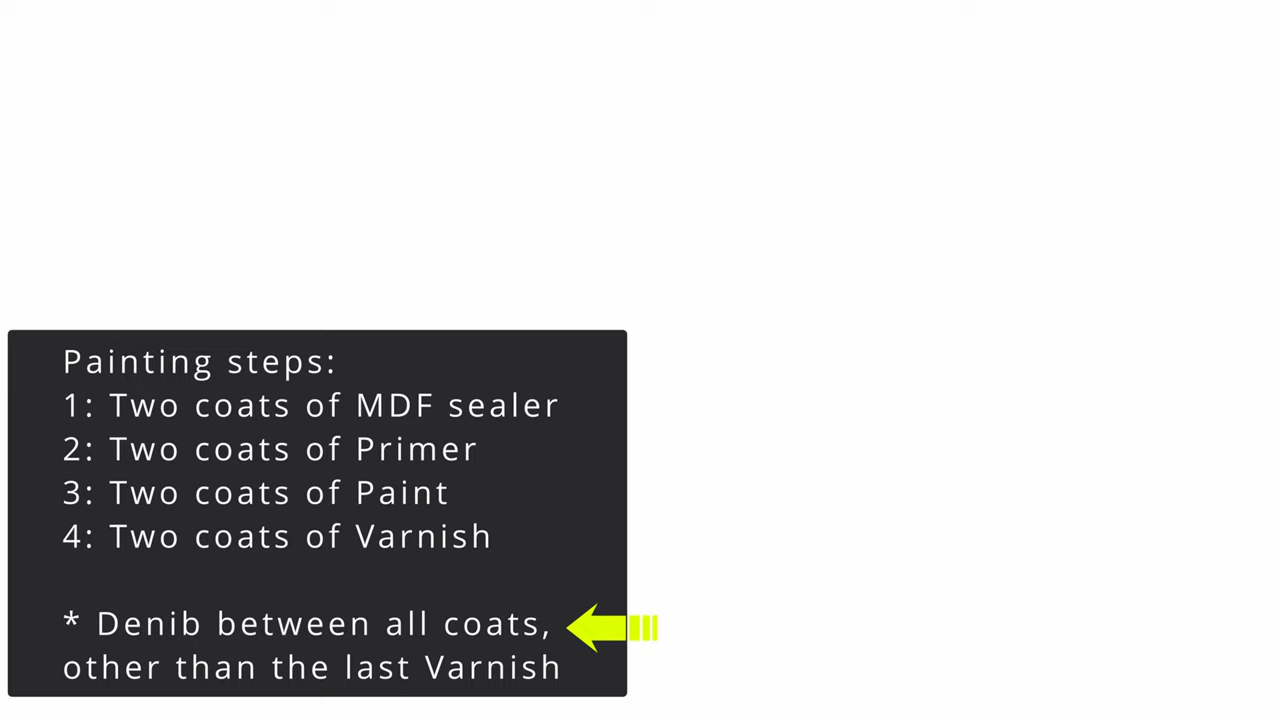 Painting steps:
1: Two coats of MDF sealer
2: Two coats of Primer
3: Two coats of Paint
4: Two coats of Varnish
* Denib between all coats,
other than the last Varnish